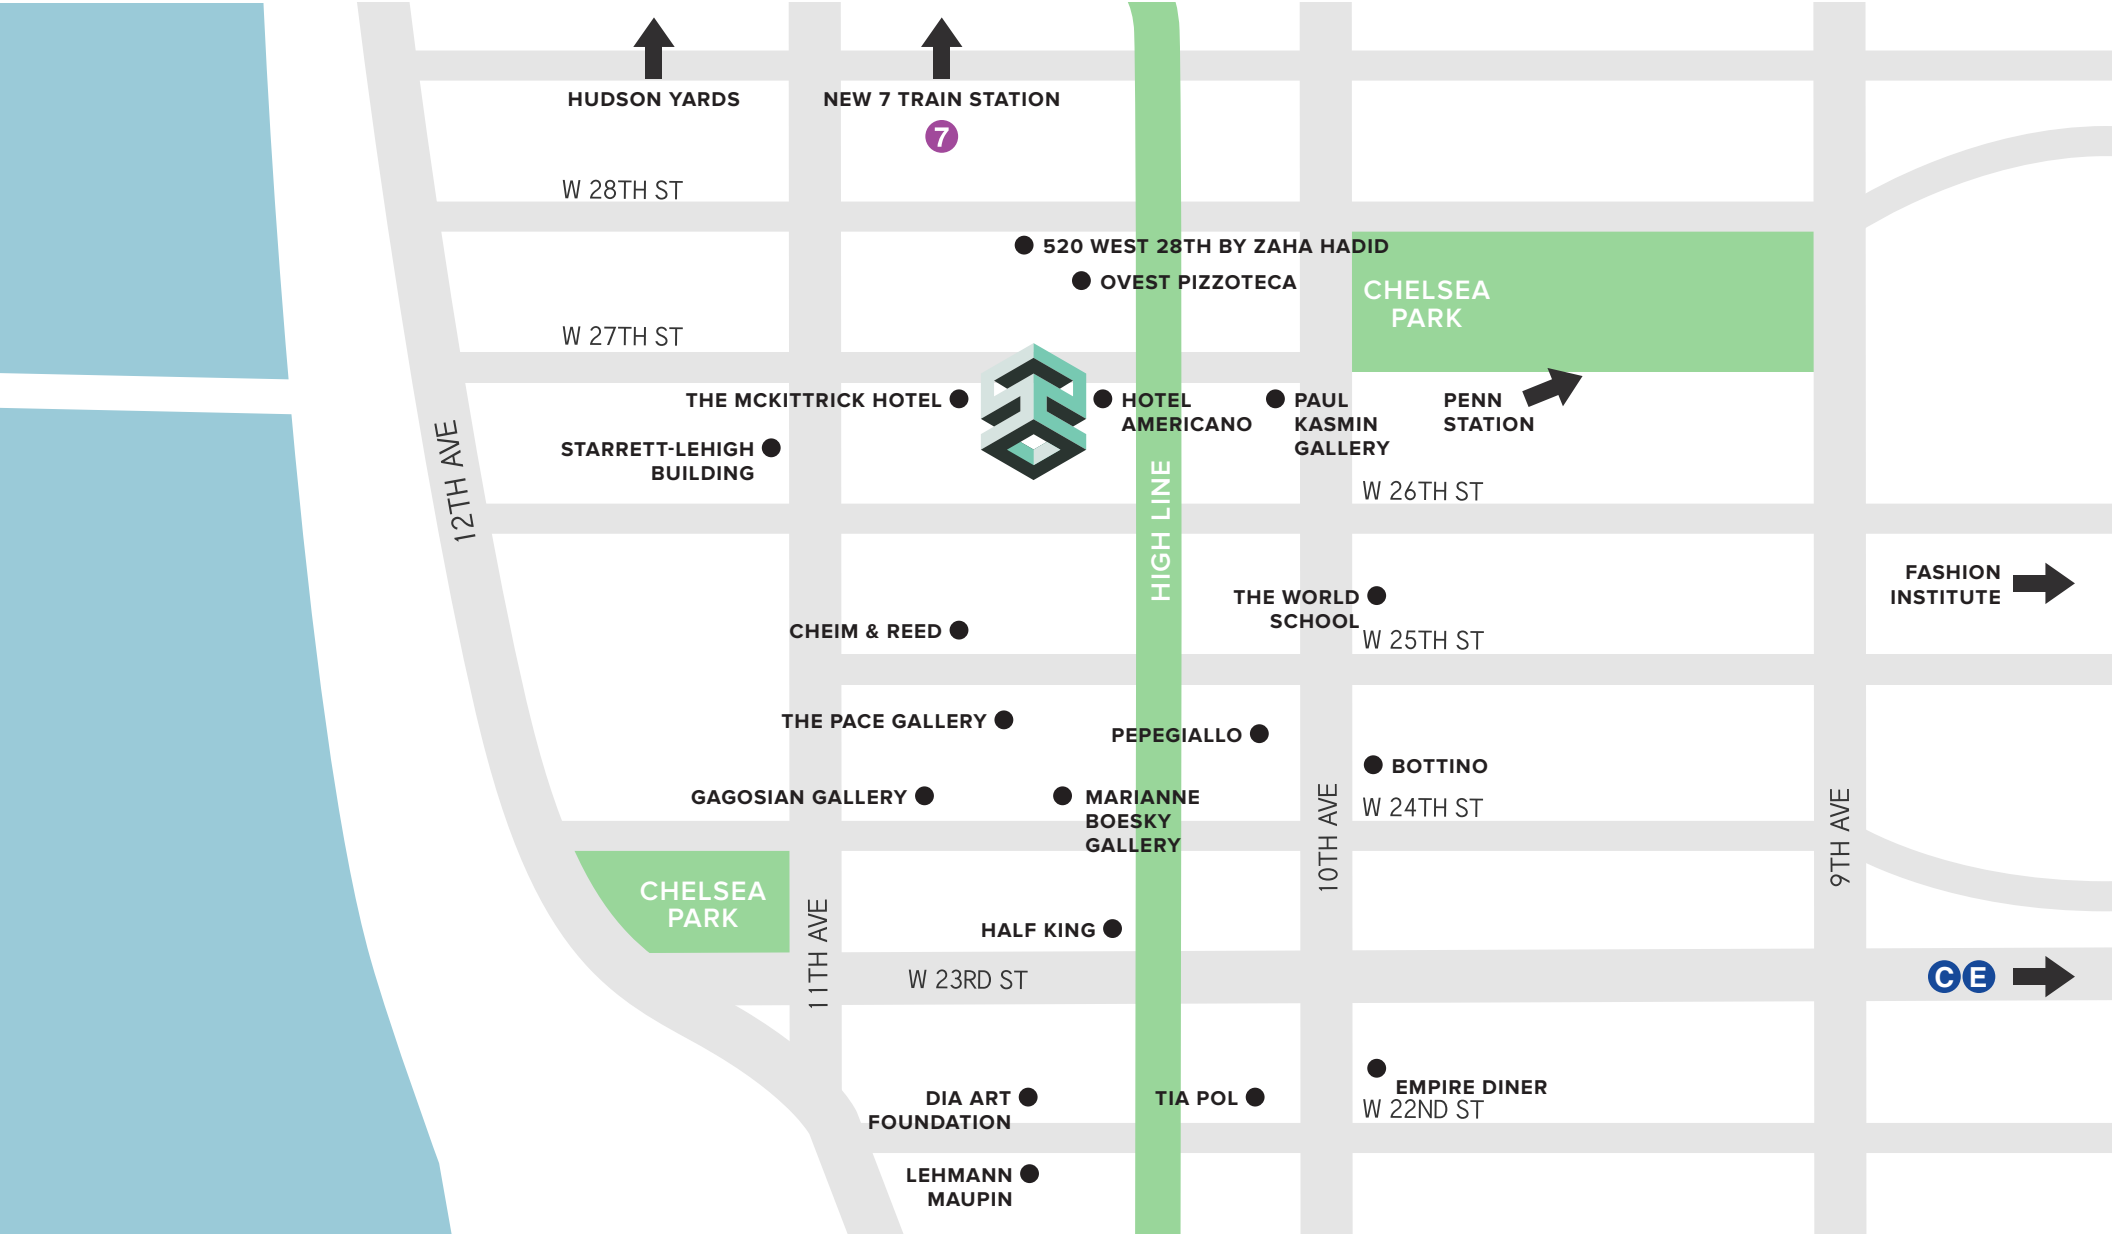 HUDSON YARDS
NEW 7 TRAIN STATION
7
W 28TH ST
520 WEST 28TH BY ZAHA HADID
OVEST PIZZOTECA
CHELSEA
PARK
W 27TH ST
THE MCKITTRICK HOTEL
HOTEL
AMERICANO
PAUL
KASMIN
GALLERY
PENN
STATION
STARRETT-LEHIGH
BUILDING
12TH AVE
HIGH LINE
W 26TH ST
FASHION
INSTITUTE
THE WORLD
SCHOOL
CHEIM & REED
W 25TH ST
THE PACE GALLERY
PEPEGIALLO
BOTTINO
GAGOSIAN GALLERY
MARIANNE
BOESKY
GALLERY
W 24TH ST
10TH AVE
9TH AVE
CHELSEA
PARK
11TH AVE
HALF KING
W 23RD ST
C E
DIA ART
FOUNDATION
TIA POL
EMPIRE DINER
W 22ND ST
LEHMANN
MAUPIN